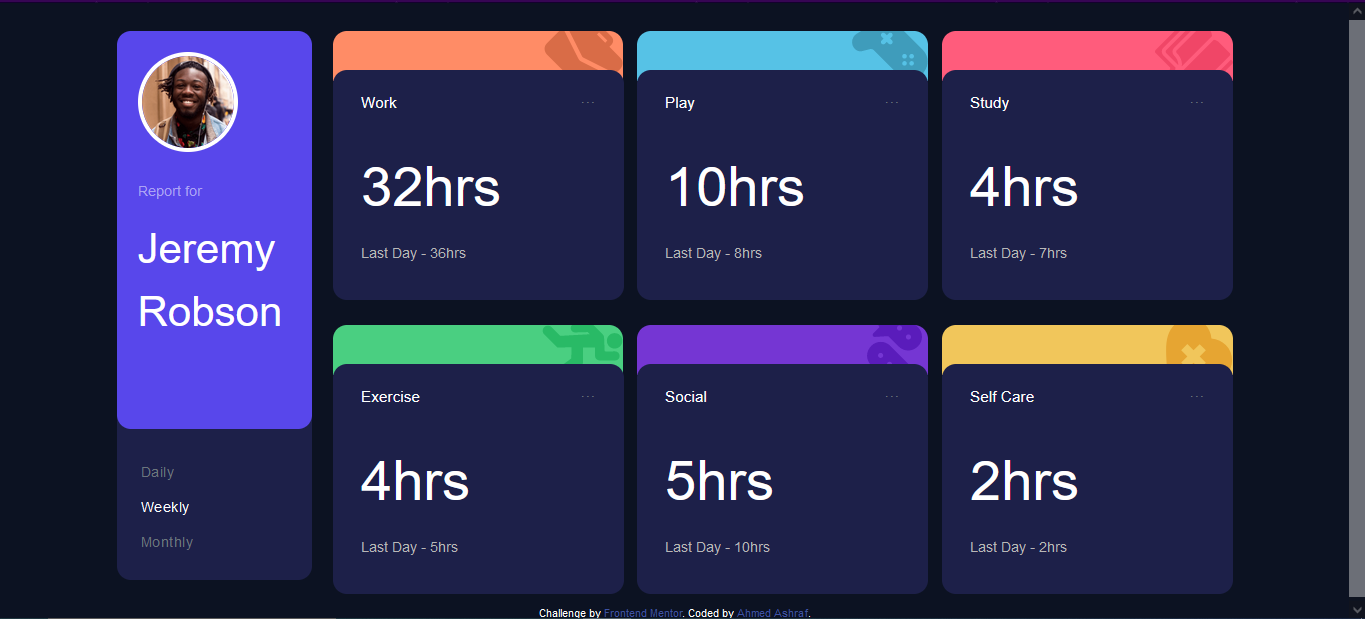 Report for
Jeremy
Robson
Daily
Weekly
Monthly
Work ...
32hrs
Last Day - 36hrs
Play ...
10hrs
Last Day - 8hrs
Study ...
4hrs
Last Day - 7hrs
Exercise ...
4hrs
Last Day - 5hrs
Social ...
5hrs
Last Day - 10hrs
Self Care ...
2hrs
Last Day - 2hrs
Challenge by Frontend Mentor. Coded by Ahmed Ashraf.